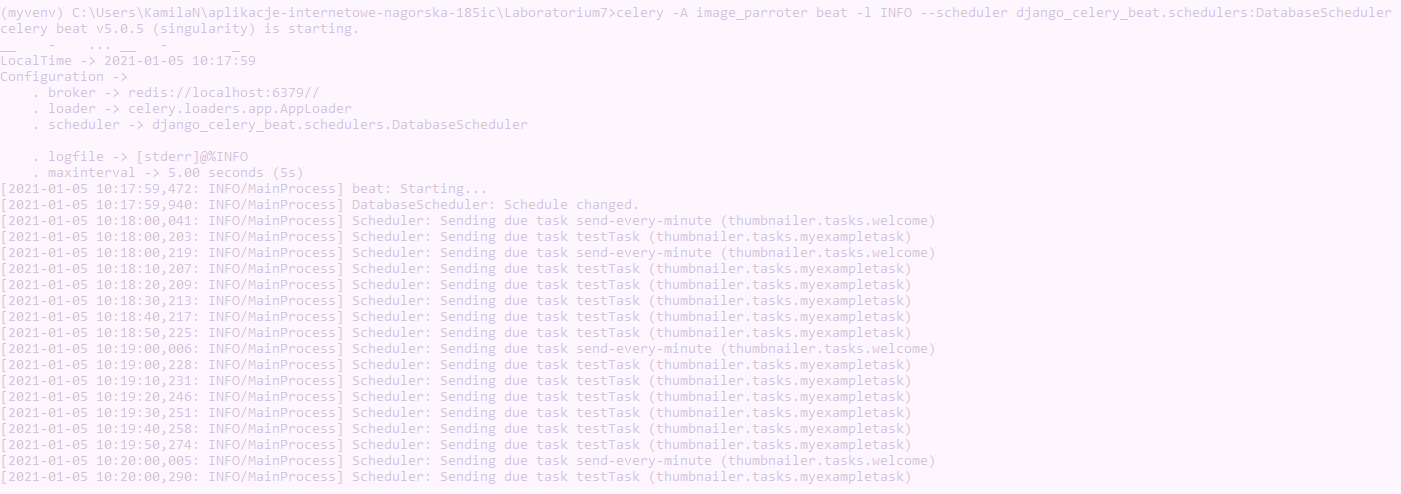 (myvenv) C:\Users\KamilaN\aplikacje-internetowe-nagorska-185ic\Laboratorium7>celery -A image_parroter beat -l INFO --scheduler django_celery_beat.schedulers:DatabaseScheduler
celery beat v5.0.5 (singularity) is starting.
__    -    ... __   -        _
LocalTime -> 2021-01-05 10:17:59
Configuration ->
    . broker -> redis://localhost:6379//
    . loader -> celery.loaders.app.AppLoader
    . scheduler -> django_celery_beat.schedulers.DatabaseScheduler

    . logfile -> [stderr]@%INFO
    . maxinterval -> 5.00 seconds (5s)
[2021-01-05 10:17:59,472: INFO/MainProcess] beat: Starting...
[2021-01-05 10:17:59,940: INFO/MainProcess] DatabaseScheduler: Schedule changed.
[2021-01-05 10:18:00,041: INFO/MainProcess] Scheduler: Sending due task send-every-minute (thumbnailer.tasks.welcome)
[2021-01-05 10:18:00,203: INFO/MainProcess] Scheduler: Sending due task testTask (thumbnailer.tasks.myexampletask)
[2021-01-05 10:18:00,219: INFO/MainProcess] Scheduler: Sending due task send-every-minute (thumbnailer.tasks.welcome)
[2021-01-05 10:18:10,207: INFO/MainProcess] Scheduler: Sending due task testTask (thumbnailer.tasks.myexampletask)
[2021-01-05 10:18:20,209: INFO/MainProcess] Scheduler: Sending due task testTask (thumbnailer.tasks.myexampletask)
[2021-01-05 10:18:30,213: INFO/MainProcess] Scheduler: Sending due task testTask (thumbnailer.tasks.myexampletask)
[2021-01-05 10:18:40,217: INFO/MainProcess] Scheduler: Sending due task testTask (thumbnailer.tasks.myexampletask)
[2021-01-05 10:18:50,225: INFO/MainProcess] Scheduler: Sending due task testTask (thumbnailer.tasks.myexampletask)
[2021-01-05 10:19:00,006: INFO/MainProcess] Scheduler: Sending due task send-every-minute (thumbnailer.tasks.welcome)
[2021-01-05 10:19:00,228: INFO/MainProcess] Scheduler: Sending due task testTask (thumbnailer.tasks.myexampletask)
[2021-01-05 10:19:10,231: INFO/MainProcess] Scheduler: Sending due task testTask (thumbnailer.tasks.myexampletask)
[2021-01-05 10:19:20,246: INFO/MainProcess] Scheduler: Sending due task testTask (thumbnailer.tasks.myexampletask)
[2021-01-05 10:19:30,251: INFO/MainProcess] Scheduler: Sending due task testTask (thumbnailer.tasks.myexampletask)
[2021-01-05 10:19:40,258: INFO/MainProcess] Scheduler: Sending due task testTask (thumbnailer.tasks.myexampletask)
[2021-01-05 10:19:50,274: INFO/MainProcess] Scheduler: Sending due task testTask (thumbnailer.tasks.myexampletask)
[2021-01-05 10:20:00,005: INFO/MainProcess] Scheduler: Sending due task send-every-minute (thumbnailer.tasks.welcome)
[2021-01-05 10:20:00,290: INFO/MainProcess] Scheduler: Sending due task testTask (thumbnailer.tasks.myexampletask)